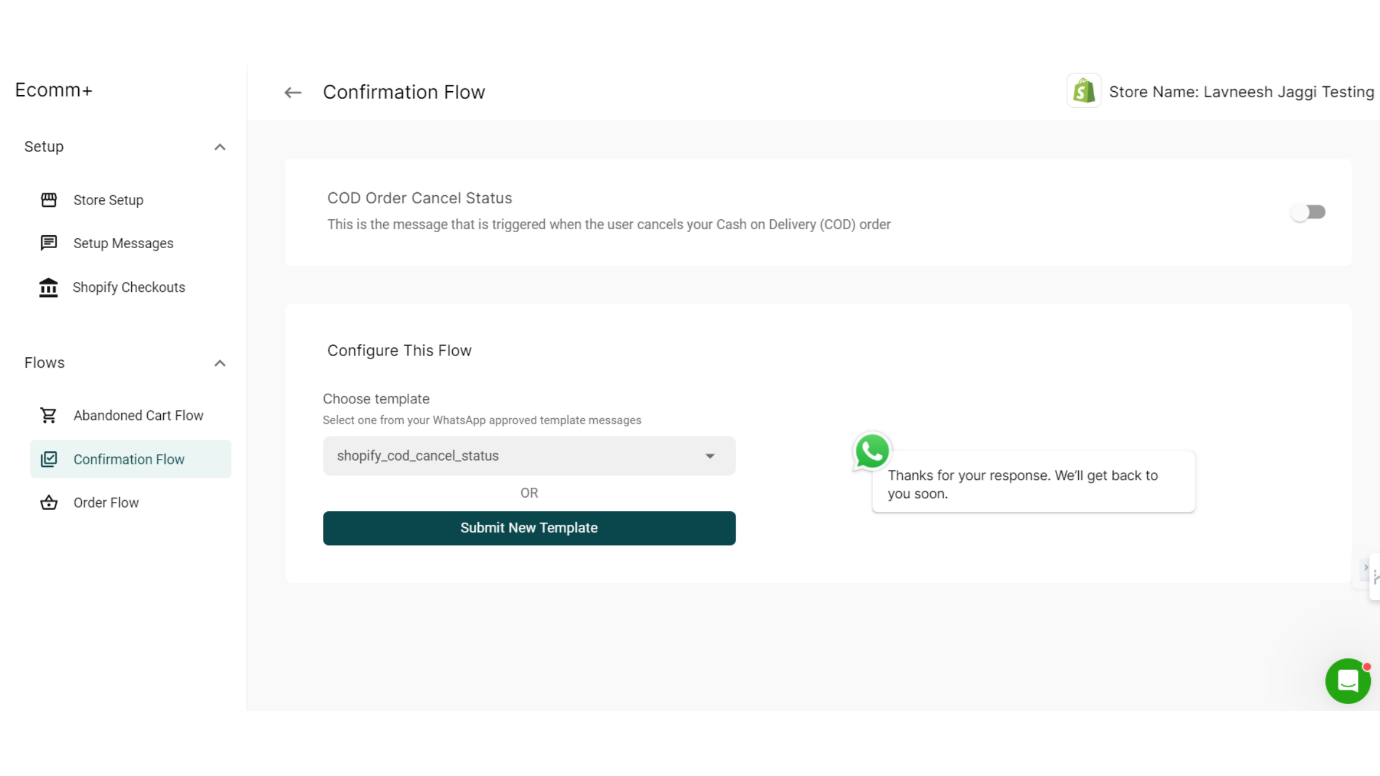 Ecomm+
Setup
Store Setup
Setup Messages
Shopify Checkouts
Flows
Abandoned Cart Flow
Confirmation Flow
Order Flow
Confirmation Flow
Store Name: Lavneesh Jaggi Testing
COD Order Cancel Status
This is the message that is triggered when the user cancels your Cash on Delivery (COD) order
Configure This Flow
Choose template
Select one from your WhatsApp approved template messages
shopify_cod_cancel_status
OR
Submit New Template
Thanks for your response. We'll get back to
you soon.